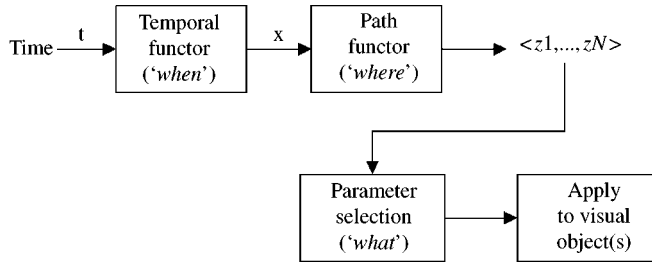 Time
t
Temporal
functor
('when')
x
Path
functor
('where')
<z1,...,zN>
Parameter
selection
('what')
Apply
to visual
object(s)